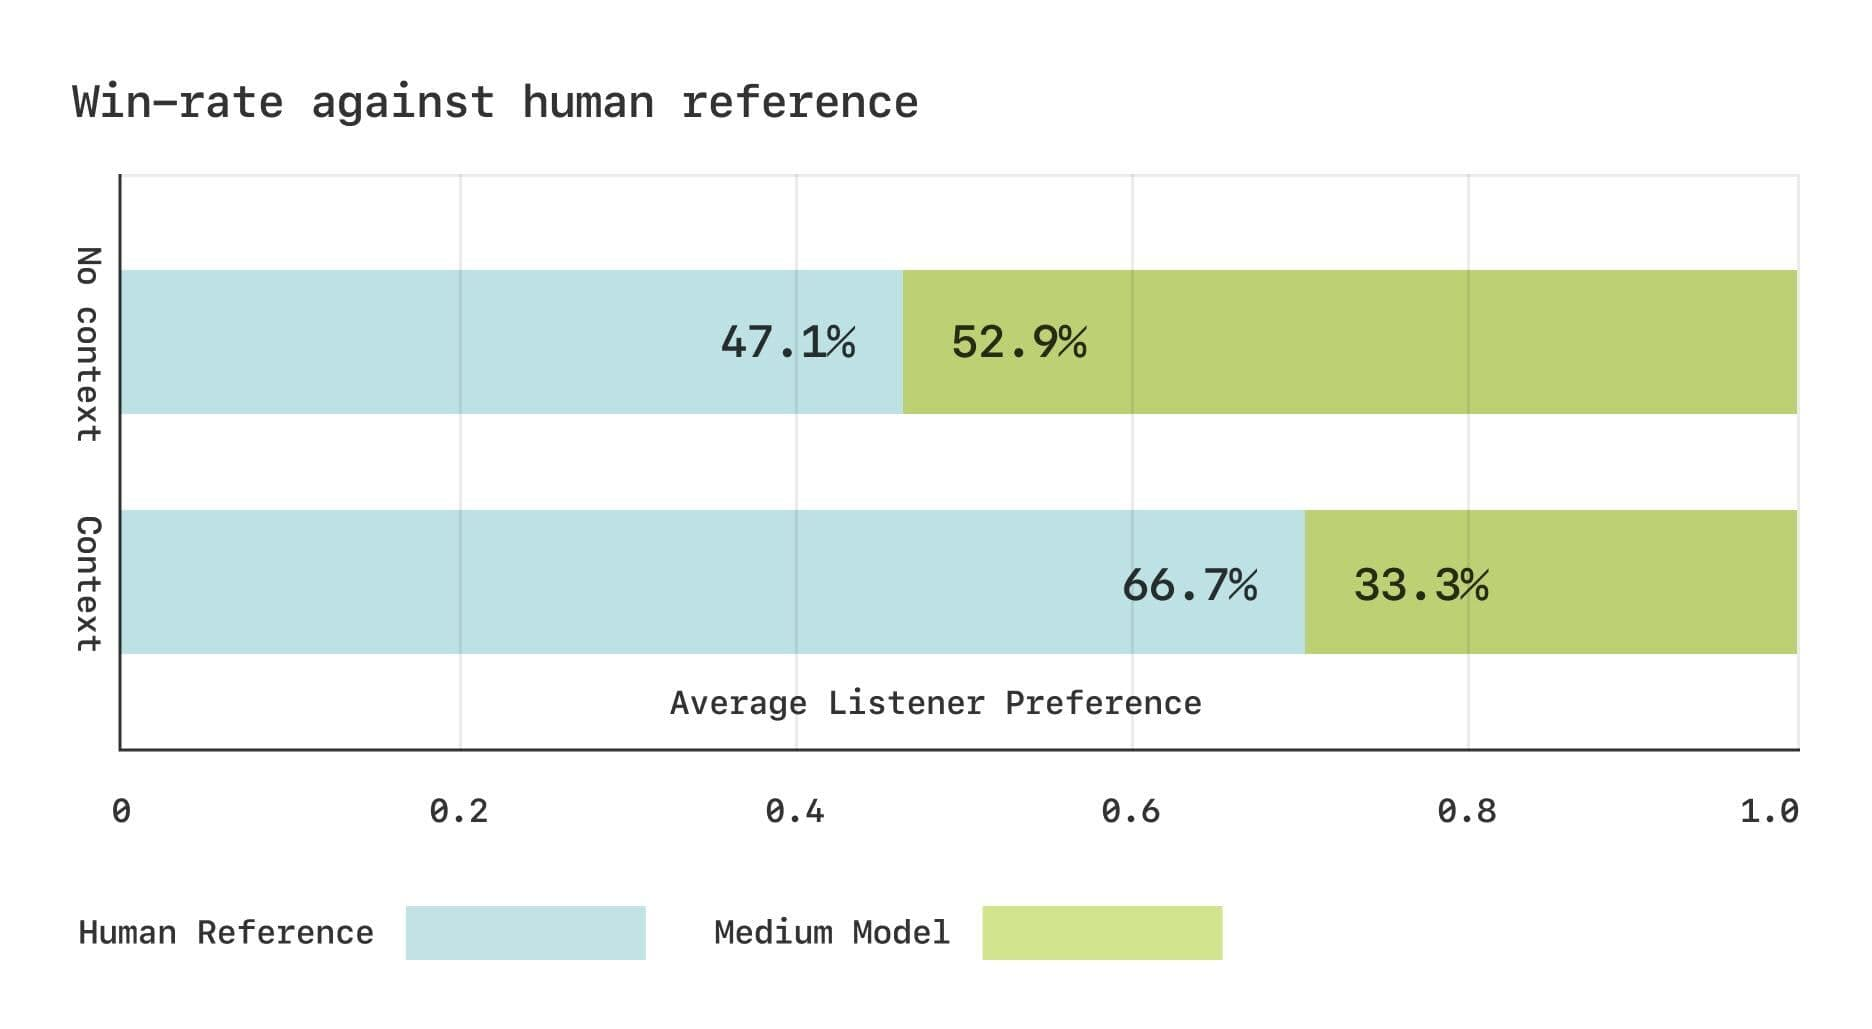 Win-rate against human reference
No context
47.1% 52.9%
Context
66.7% 33.3%
Average Listener Preference
0 0.2 0.4 0.6 0.8 1.0
Human Reference Medium Model